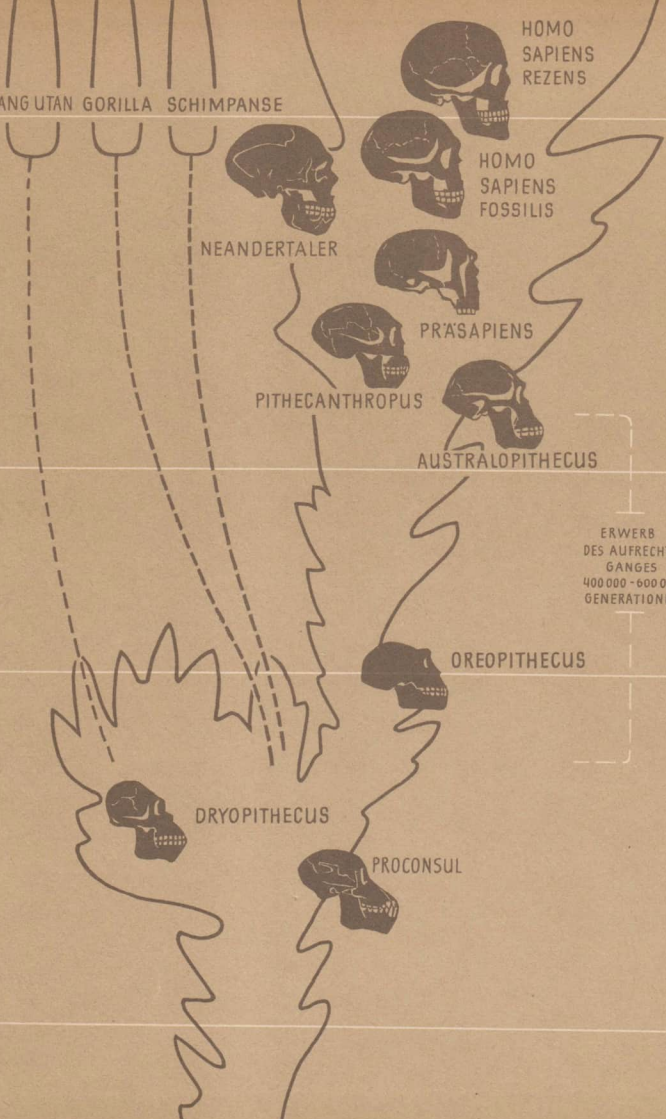 HOMO
SAPIENS
REZENS
ANG UTAN GORILLA SCHIMPANSE
HOMO
SAPIENS
FOSSILIS
NEANDERTALER
PRÄSAPIENS
PITHECANTHROPUS
AUSTRALOPITHECUS
ERWERB
DES AUFRECH
GANGES
400 000 - 600 0
GENERATION
OREOPITHECUS
DRYOPITHECUS
PROCONSUL